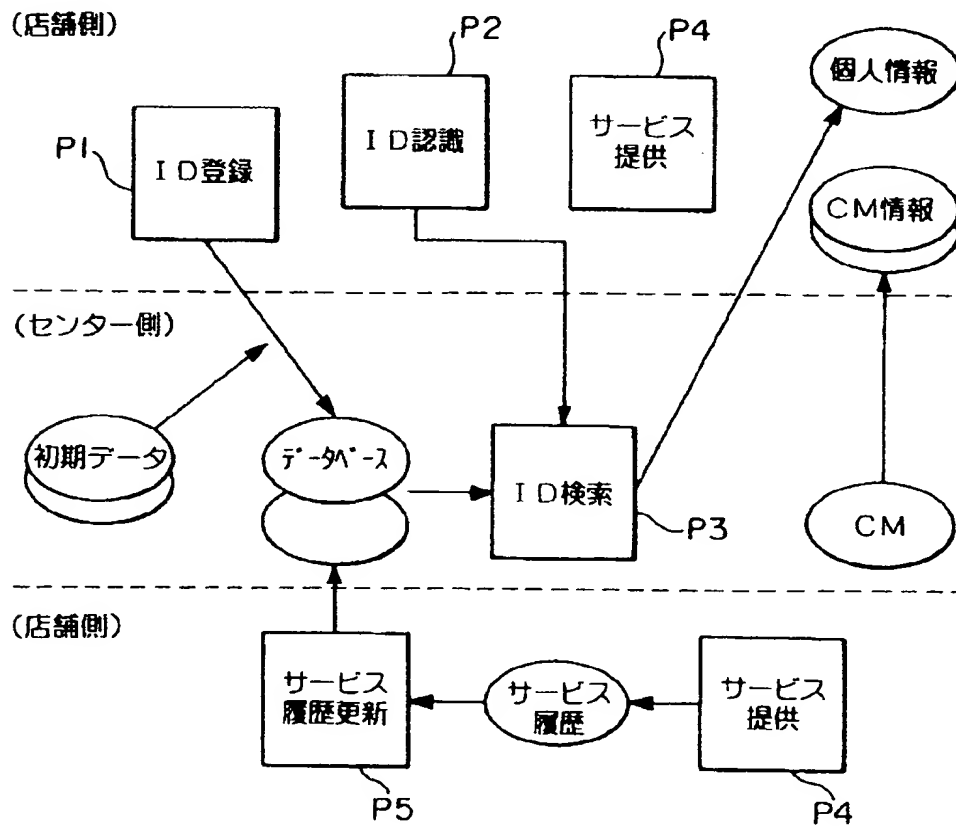 (店舗側)
P1
ID登録
P2
ID認識
P4
サービス
提供
個人情報
CM情報
(センター側)
初期データ
データベース
ID検索
P3
CM
(店舗側)
サービス
履歴更新
P5
サービス
履歴
サービス
提供
P4